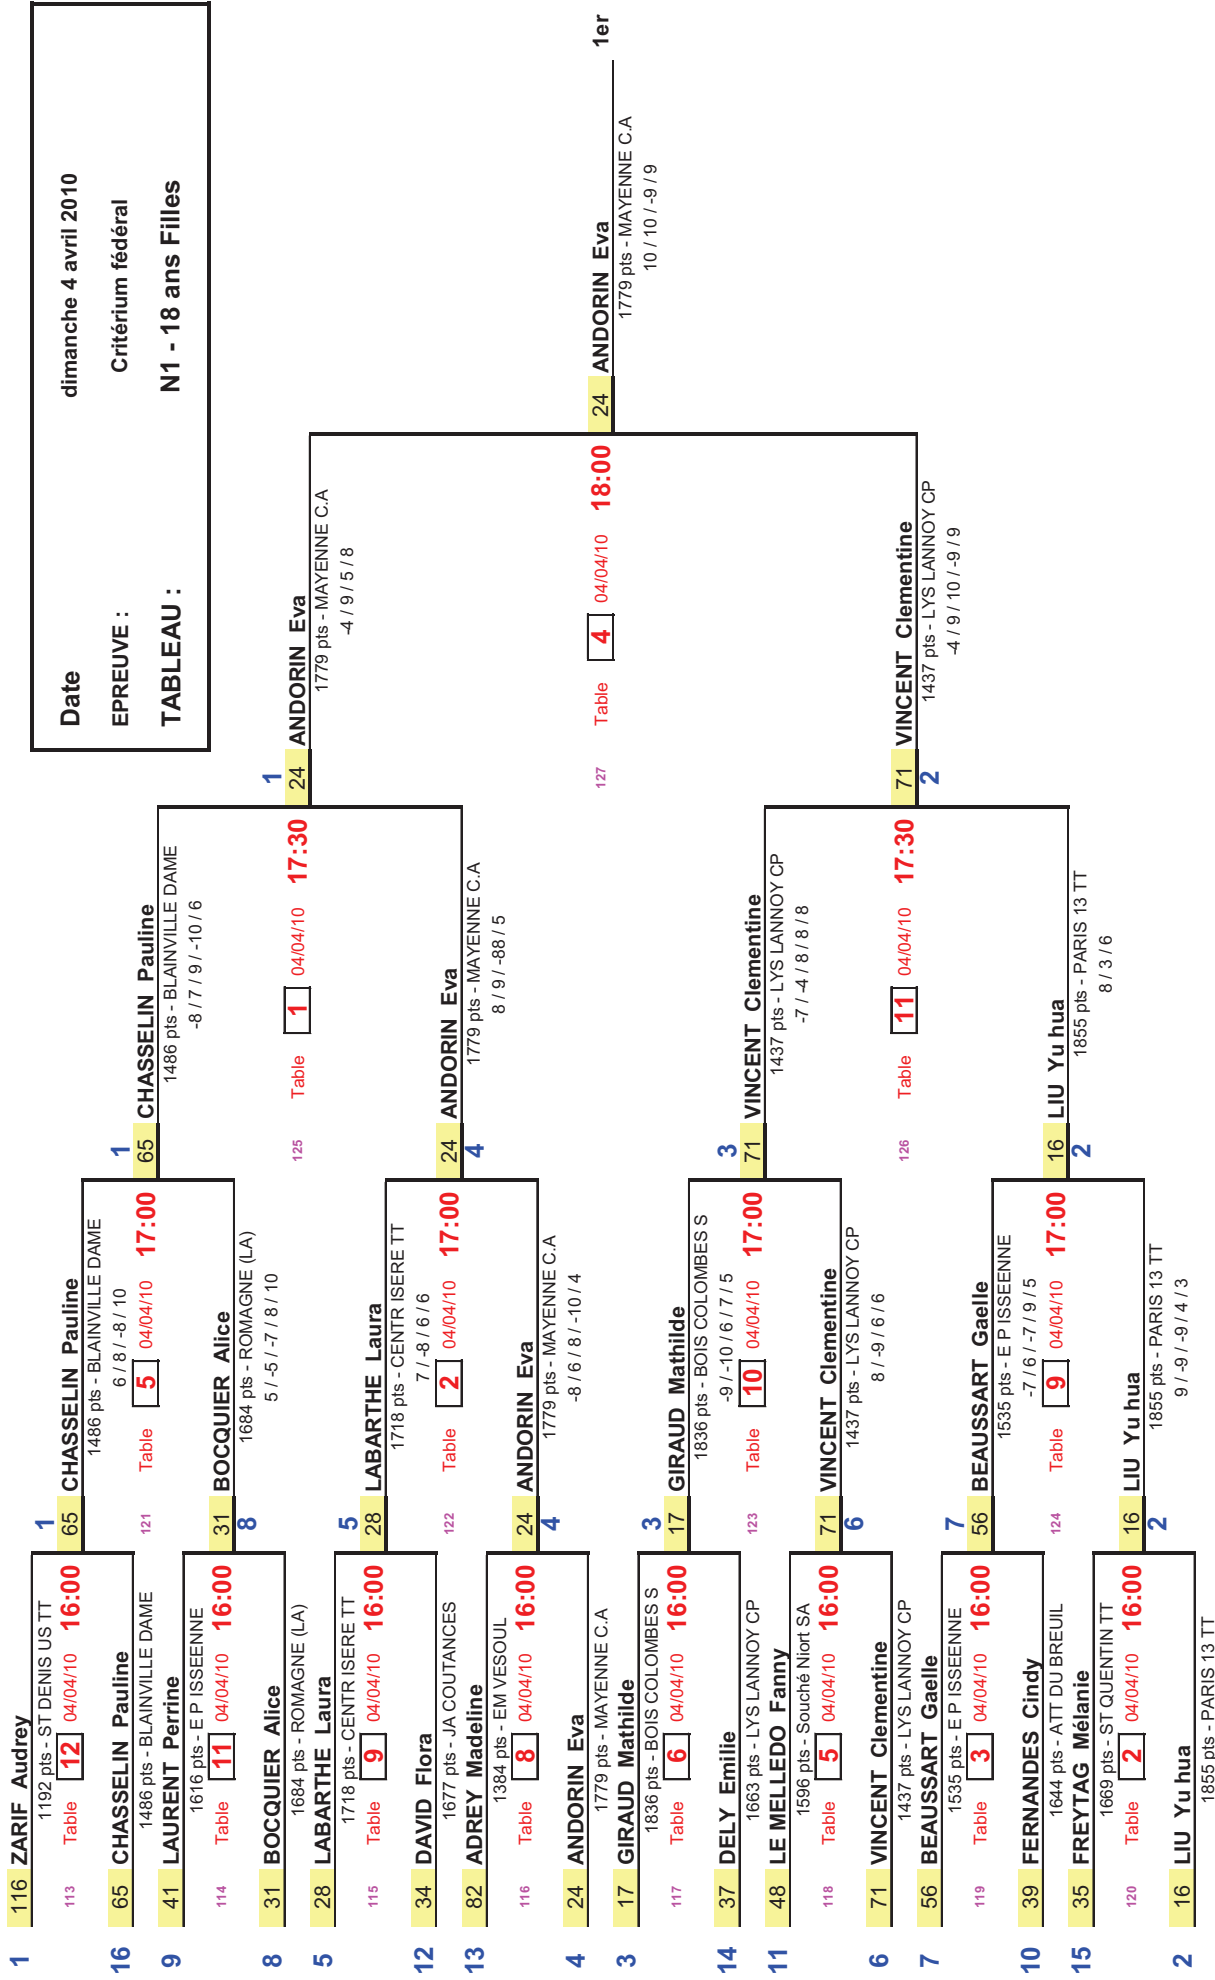 Date dimanche 4 avril 2010
EPREUVE : Critérium fédéral
TABLEAU : N1 - 18 ans Filles
1 116 ZARIF Audrey
1192 pts - ST DENIS US TT
113 Table 12 04/04/10 16:00
16 65 CHASSELIN Pauline
1486 pts - BLAINVILLE DAME
9 41 LAURENT Perrine
1616 pts - E P ISSEENNE
114 Table 11 04/04/10 16:00
8 31 BOCQUIER Alice
1684 pts - ROMAGNE (LA)
5 28 LABARTHE Laura
1718 pts - CENTR ISERE TT
115 Table 9 04/04/10 16:00
12 34 DAVID Flora
1677 pts - JA COUTANCES
13 82 ADREY Madeline
1384 pts - EM VESOUL
116 Table 8 04/04/10 16:00
4 24 ANDORIN Eva
1779 pts - MAYENNE C.A
3 17 GIRAUD Mathilde
1836 pts - BOIS COLOMBES S
117 Table 6 04/04/10 16:00
14 37 DELY Emilie
1663 pts - LYS LANNOY CP
11 48 LE MELLEDO Fanny
1596 pts - Souché Niort SA
118 Table 5 04/04/10 16:00
6 71 VINCENT Clementine
1437 pts - LYS LANNOY CP
7 56 BEAUSSART Gaelle
1535 pts - E P ISSEENNE
119 Table 3 04/04/10 16:00
10 39 FERNANDES Cindy
1644 pts - ATT DU BREUIL
15 35 FREYTAG Mélanie
1669 pts - ST QUENTIN TT
120 Table 2 04/04/10 16:00
2 16 LIU Yu hua
1855 pts - PARIS 13 TT
1
65 CHASSELIN Pauline
1486 pts - BLAINVILLE DAME
6 / 8 / -8 / 10
121 Table 5 04/04/10 17:00
31 BOCQUIER Alice
8
1684 pts - ROMAGNE (LA)
5 / -5 / -7 / 8 / 10
5
28 LABARTHE Laura
1718 pts - CENTR ISERE TT
7 / -8 / 6 / 6
122 Table 2 04/04/10 17:00
24 ANDORIN Eva
4
1779 pts - MAYENNE C.A
-8 / 6 / 8 / -10 / 4
3
17 GIRAUD Mathilde
1836 pts - BOIS COLOMBES S
-9 / -10 / 6 / 7 / 5
123 Table 10 04/04/10 17:00
71 VINCENT Clementine
6
1437 pts - LYS LANNOY CP
8 / -9 / 6 / 6
7
56 BEAUSSART Gaelle
1535 pts - E P ISSEENNE
-7 / 6 / -7 / 9 / 5
124 Table 9 04/04/10 17:00
16 LIU Yu hua
2
1855 pts - PARIS 13 TT
9 / -9 / -9 / 4 / 3
1
65 CHASSELIN Pauline
1486 pts - BLAINVILLE DAME
-8 / 7 / 9 / -10 / 6
125 Table 1 04/04/10 17:30
24 ANDORIN Eva
4
1779 pts - MAYENNE C.A
8 / 9 / -88 / 5
3
71 VINCENT Clementine
1437 pts - LYS LANNOY CP
-7 / -4 / 8 / 8 / 8
126 Table 11 04/04/10 17:30
16 LIU Yu hua
2
1855 pts - PARIS 13 TT
8 / 3 / 6
1
24 ANDORIN Eva
1779 pts - MAYENNE C.A
-4 / 9 / 5 / 8
127 Table 4 04/04/10 18:00
71 VINCENT Clementine
2
1437 pts - LYS LANNOY CP
-4 / 9 / 10 / -9 / 9
24 ANDORIN Eva 1er
1779 pts - MAYENNE C.A
10 / 10 / -9 / 9